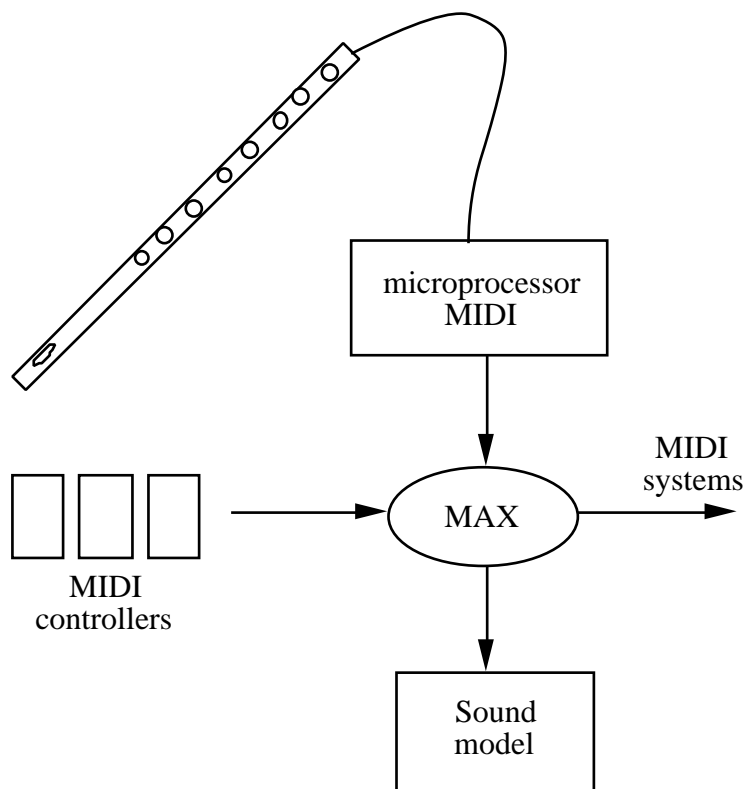 microprocessor
MIDI
MIDI
systems
MAX
MIDI
controllers
Sound
model